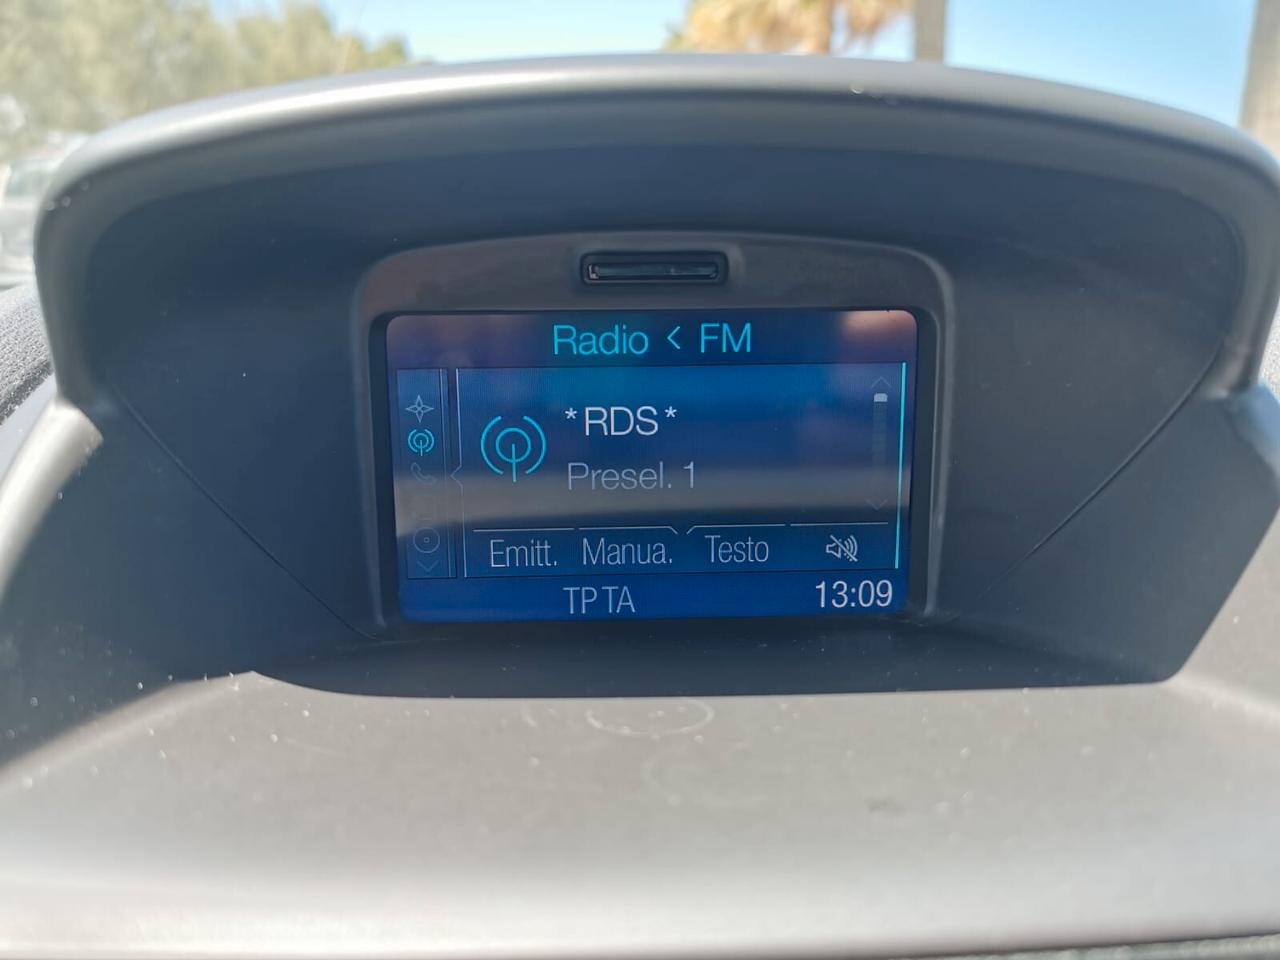 Radio < FM
*RDS*
Presel. 1
Emitt. Manua. Testo
TP TA 13:09